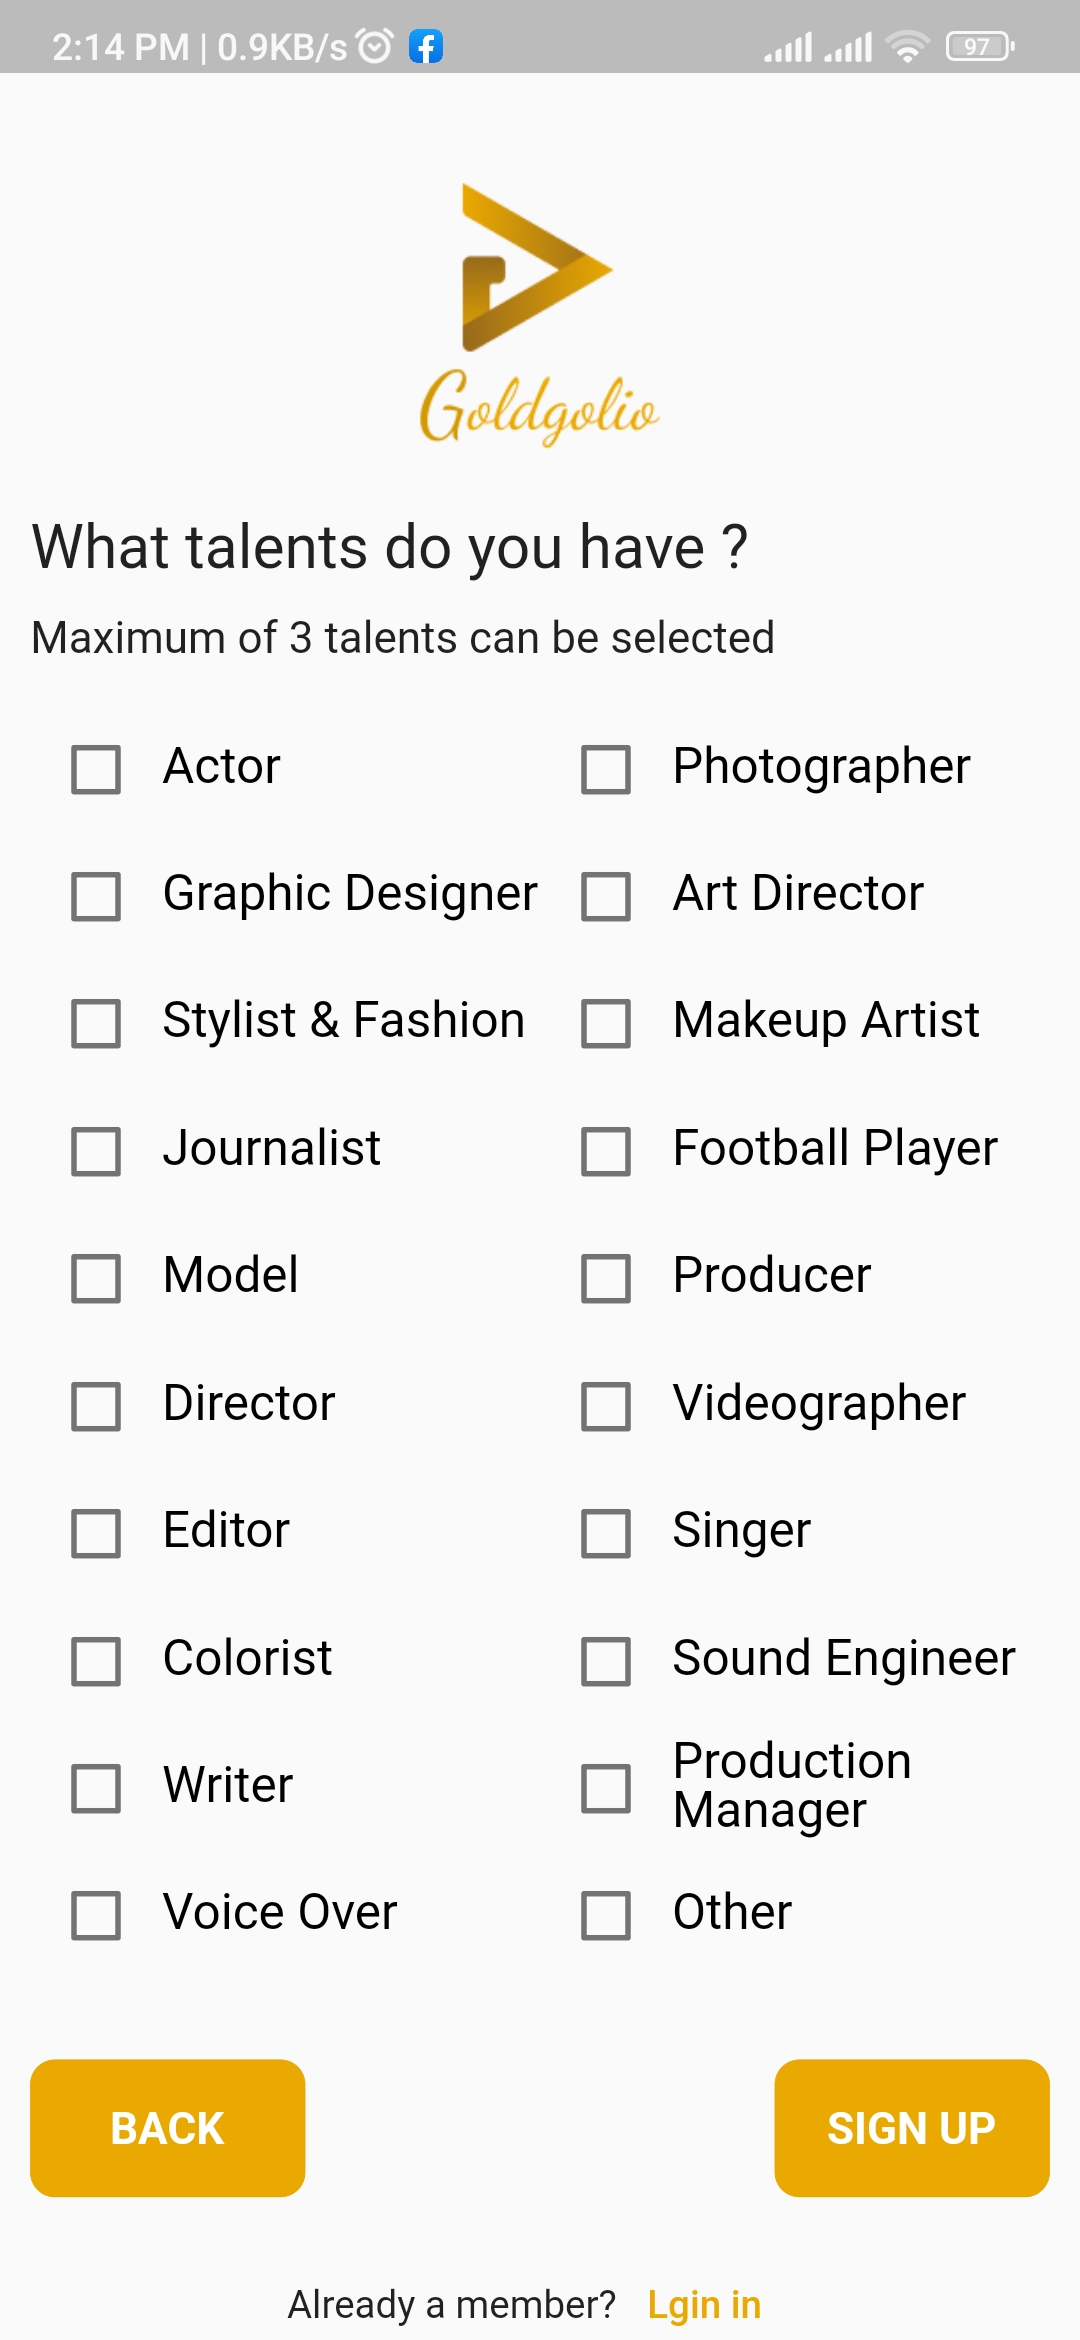 2:14 PM | 0.9KB/s
97
Goldgolio
What talents do you have ?
Maximum of 3 talents can be selected
Actor
Photographer
Graphic Designer
Art Director
Stylist & Fashion
Makeup Artist
Journalist
Football Player
Model
Producer
Director
Videographer
Editor
Singer
Colorist
Sound Engineer
Writer
Production
Manager
Voice Over
Other
BACK
SIGN UP
Already a member? Lgin in